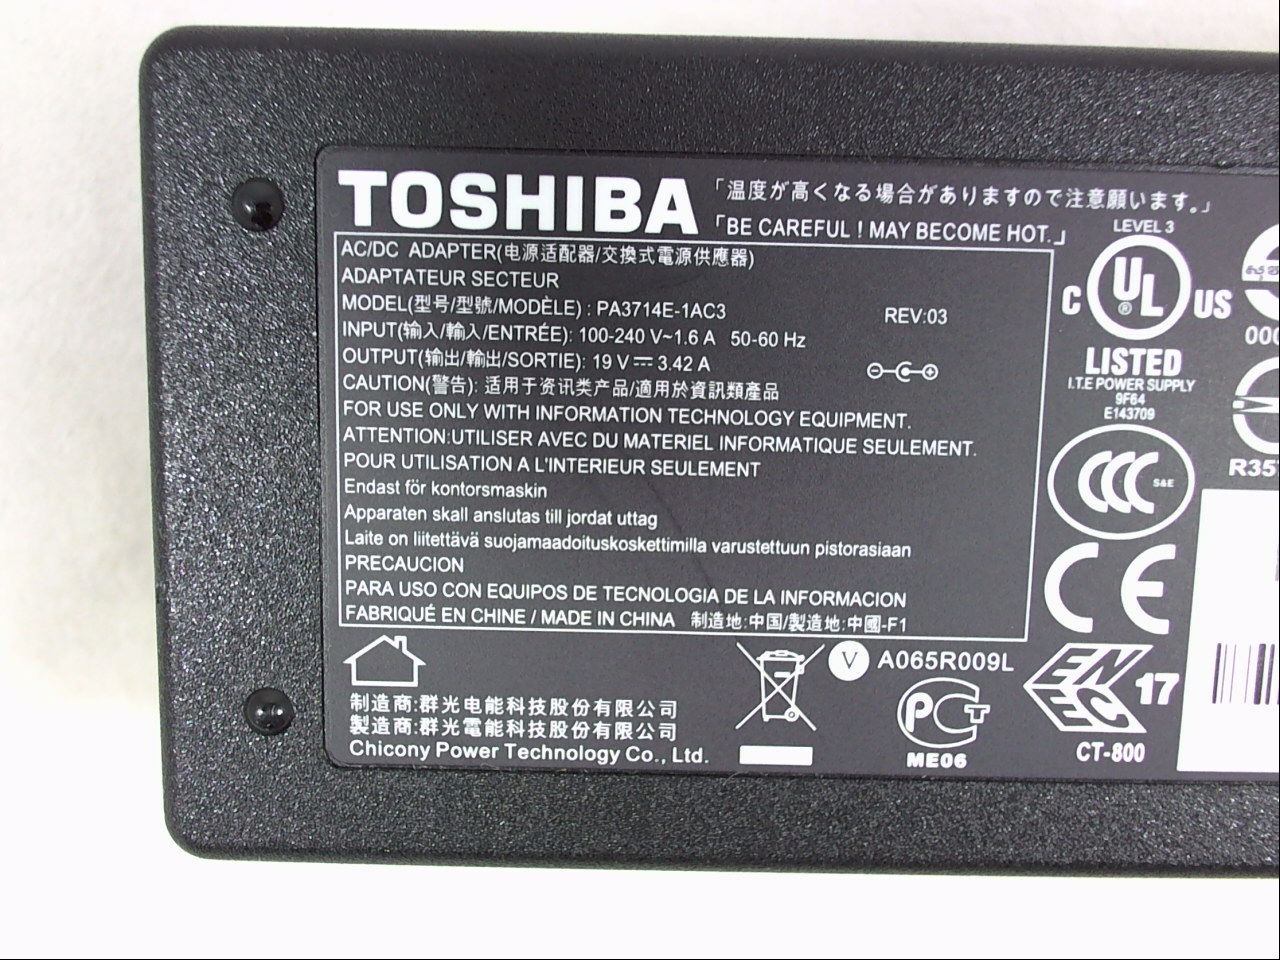 TOSHIBA
「温度が高くなる場合がありますので注意願います。」
「BE CAREFUL ! MAY BECOME HOT.」
AC/DC ADAPTER(电源适配器/交換式電源供應器)
ADAPTATEUR SECTEUR
MODEL(型号/型號/MODÈLE) : PA3714E-1AC3 REV:03
INPUT(输入/輸入/ENTRÉE): 100-240 V~1.6 A 50-60 Hz
OUTPUT(输出/輸出/SORTIE): 19 V⎓ 3.42 A
CAUTION(警告): 适用于资讯类产品/適用於資訊類產品
FOR USE ONLY WITH INFORMATION TECHNOLOGY EQUIPMENT.
ATTENTION:UTILISER AVEC DU MATERIEL INFORMATIQUE SEULEMENT.
POUR UTILISATION A L'INTERIEUR SEULEMENT
Endast för kontorsmaskin
Apparaten skall anslutas till jordat uttag
Laite on liitettävä suojamaadoituskoskettimilla varustettuun pistorasiaan
PRECAUCION
PARA USO CON EQUIPOS DE TECNOLOGIA DE LA INFORMACION
FABRIQUÉ EN CHINE / MADE IN CHINA 制造地:中国/製造地:中國-F1
制造商:群光电能科技股份有限公司
製造商:群光電能科技股份有限公司
Chicony Power Technology Co., Ltd.
V A065R009L
PCT
ME06
LEVEL 3
C UL ® US
LISTED
I.T.E POWER SUPPLY
9F64
E143709
CCC S&E
CE
ENEC 17
CT-800
000
R35